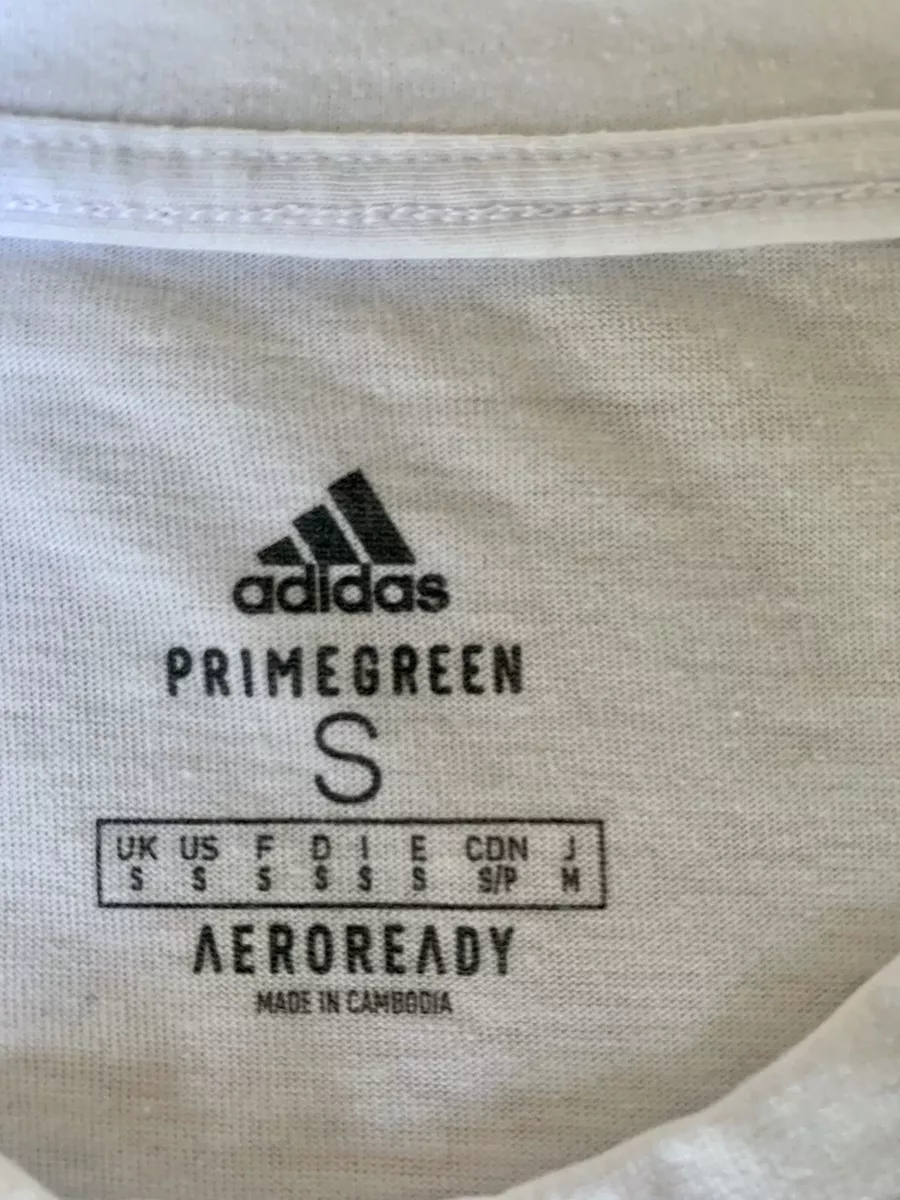 adidas
PRIMEGREEN
S
UK US F D I E CDN J
S S S S S S S/P M
AEROREADY
MADE IN CAMBODIA